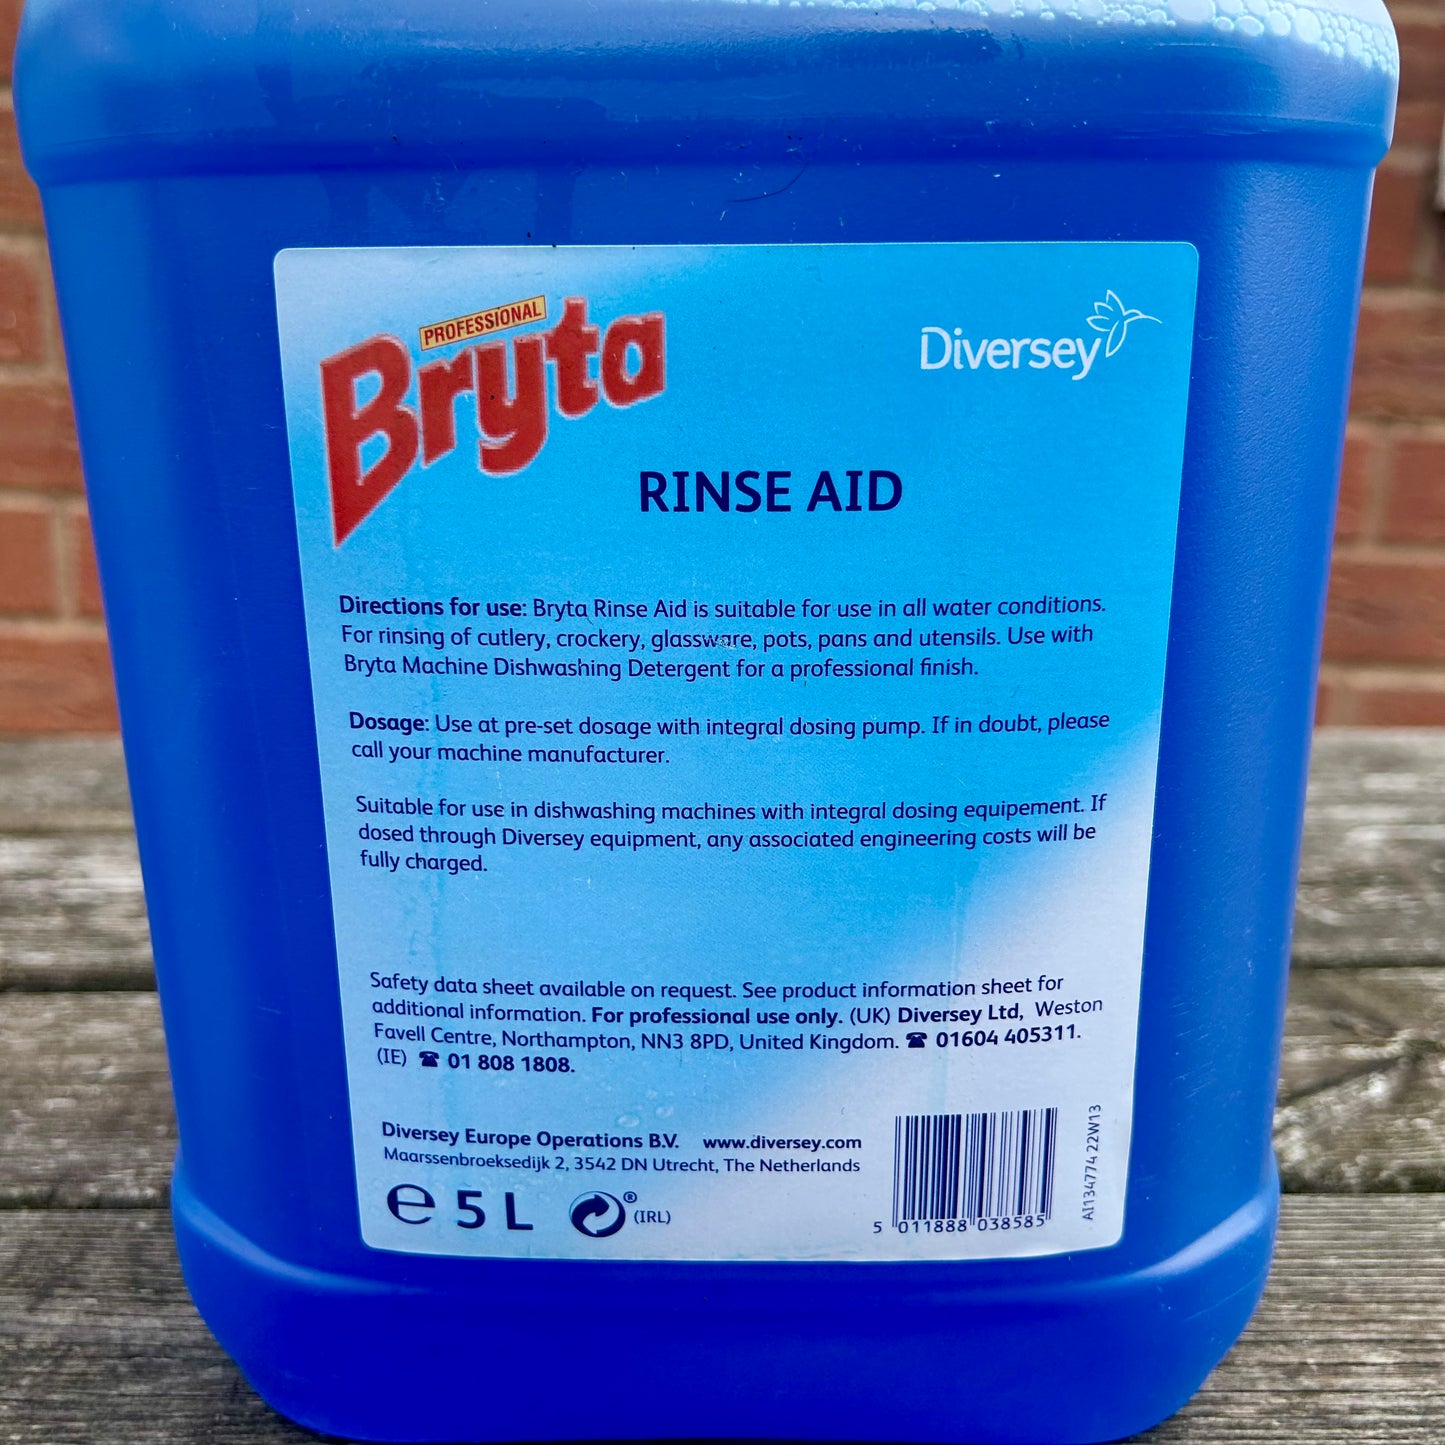 PROFESSIONAL
Bryta
Diversey
RINSE AID
Directions for use: Bryta Rinse Aid is suitable for use in all water conditions.
For rinsing of cutlery, crockery, glassware, pots, pans and utensils. Use with
Bryta Machine Dishwashing Detergent for a professional finish.
Dosage: Use at pre-set dosage with integral dosing pump. If in doubt, please
call your machine manufacturer.
Suitable for use in dishwashing machines with integral dosing equipement. If
dosed through Diversey equipment, any associated engineering costs will be
fully charged.
Safety data sheet available on request. See product information sheet for
additional information. For professional use only. (UK) Diversey Ltd, Weston
Favell Centre, Northampton, NN3 8PD, United Kingdom. ☎ 01604 405311.
(IE) ☎ 01 808 1808.
Diversey Europe Operations B.V. www.diversey.com
Maarssenbroeksedijk 2, 3542 DN Utrecht, The Netherlands
℮ 5 L ® (IRL)
5 011888 038585
AI134774 22W13